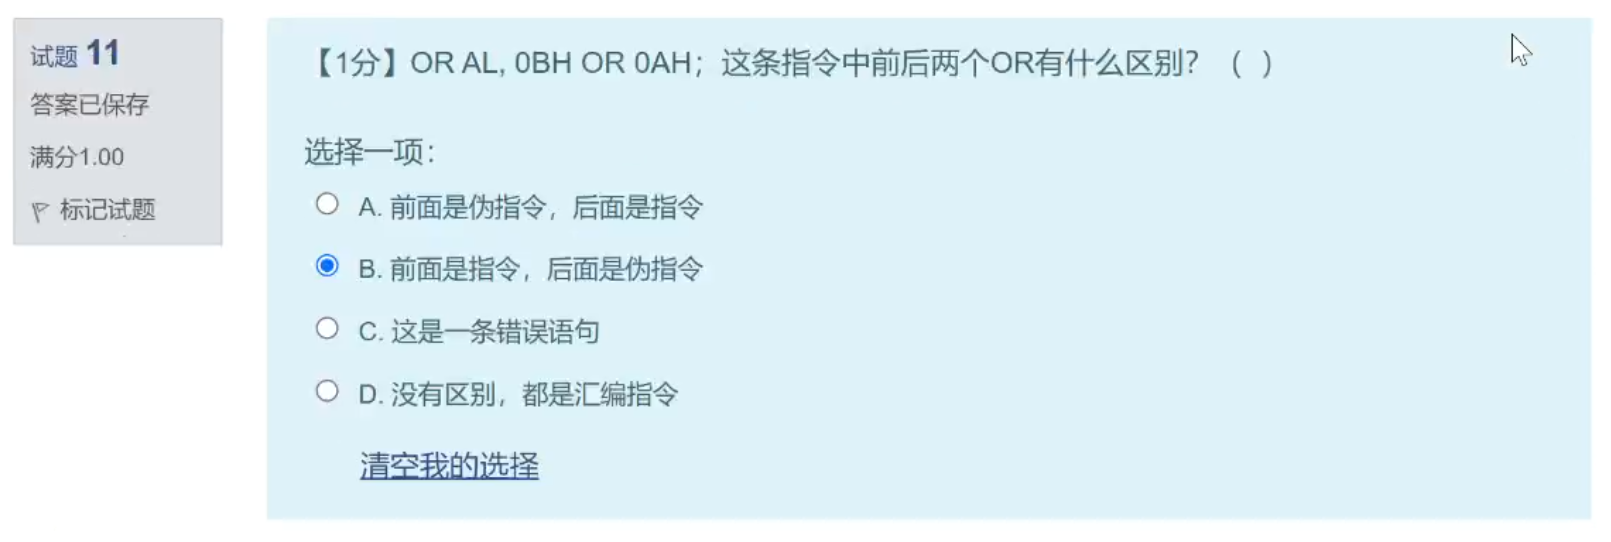 试题 11
答案已保存
满分1.00
标记试题
【1分】OR AL, 0BH OR 0AH；这条指令中前后两个OR有什么区别？（ ）
选择一项：
A. 前面是伪指令，后面是指令
B. 前面是指令，后面是伪指令
C. 这是一条错误语句
D. 没有区别，都是汇编指令
清空我的选择